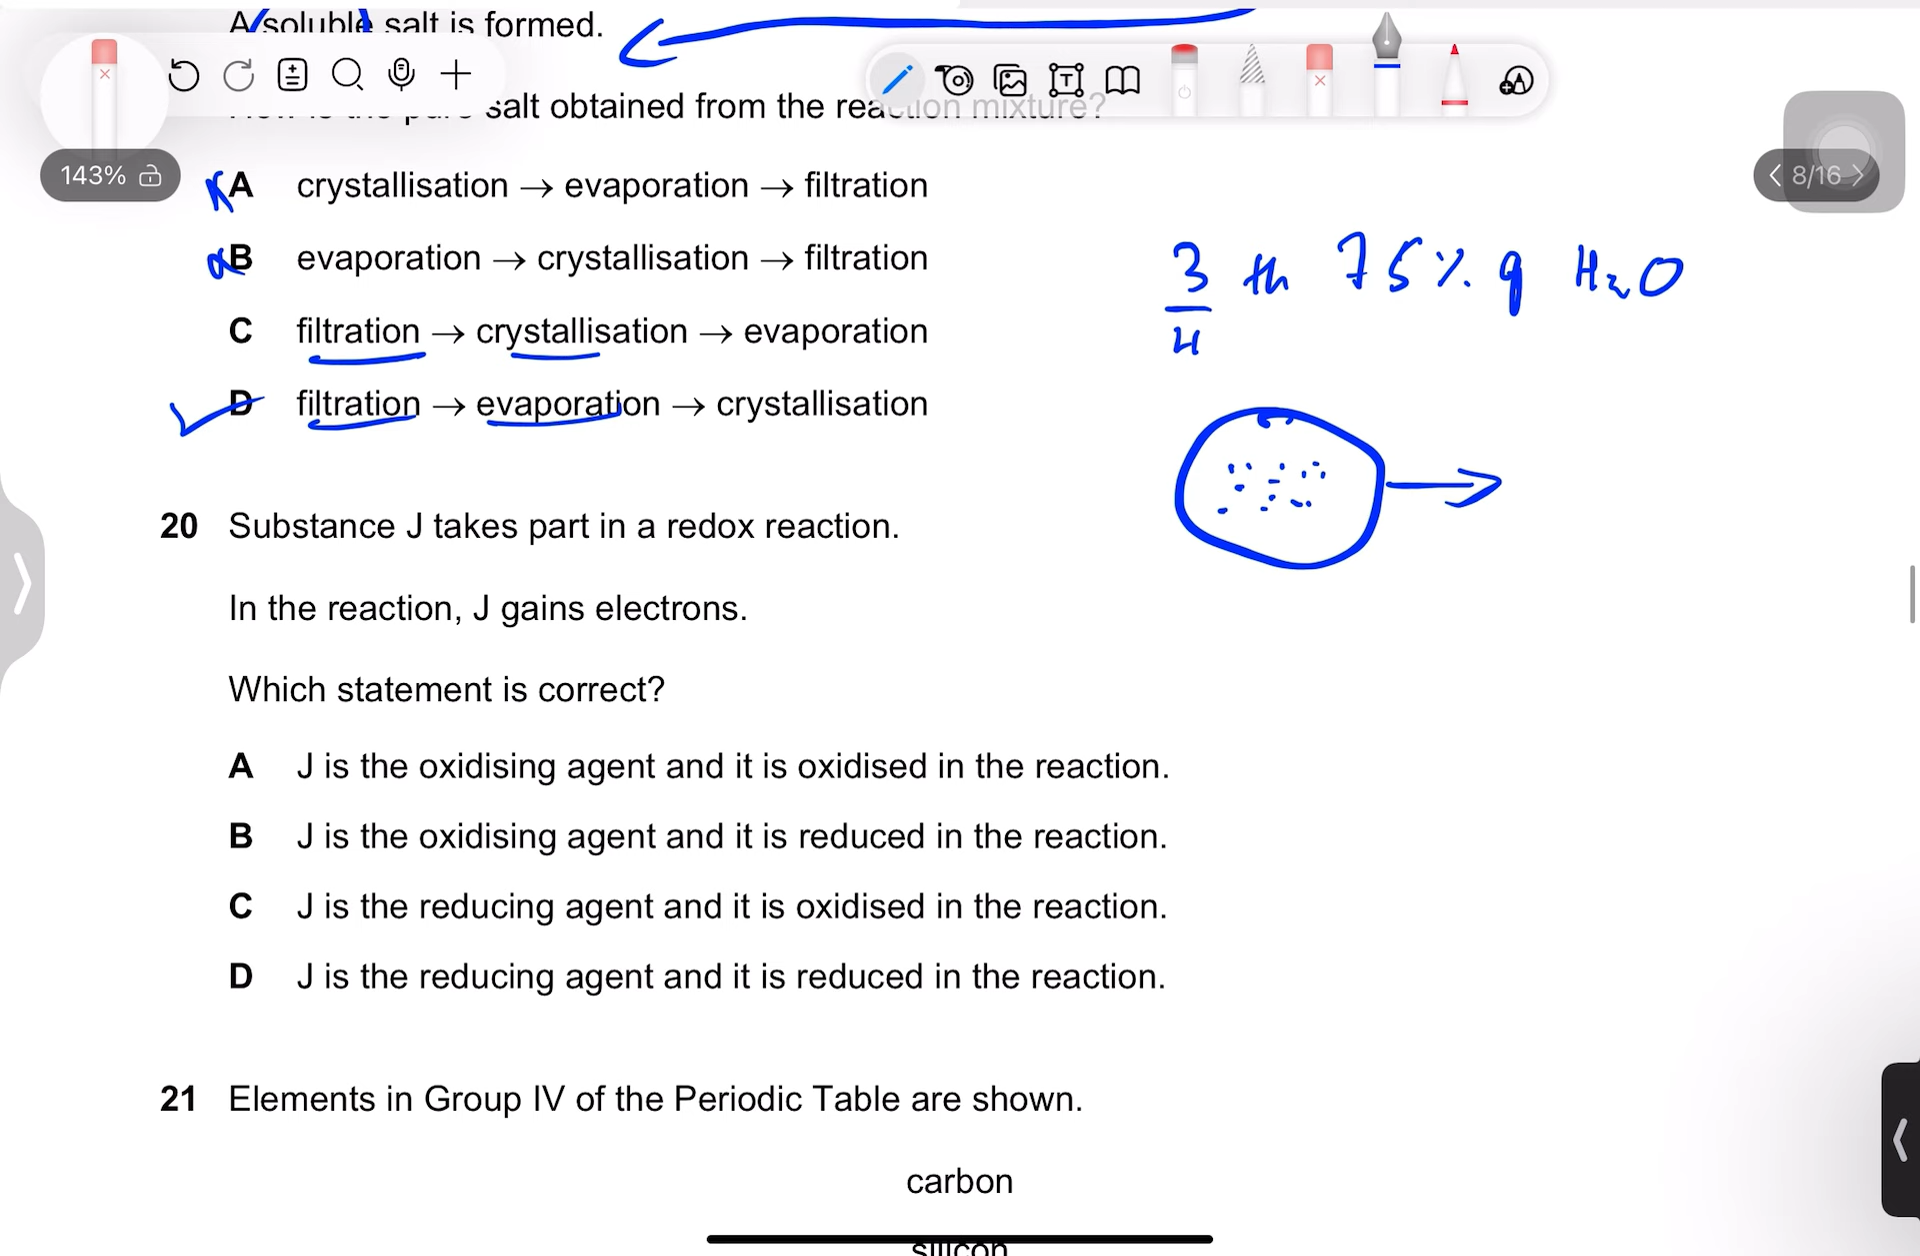 A soluble salt is formed.
salt obtained from the reaction mixture?
143%
8/16
A crystallisation → evaporation → filtration
B evaporation → crystallisation → filtration
C filtration → crystallisation → evaporation
D filtration → evaporation → crystallisation
3/4 th 75% of H2O
20 Substance J takes part in a redox reaction.
In the reaction, J gains electrons.
Which statement is correct?
A J is the oxidising agent and it is oxidised in the reaction.
B J is the oxidising agent and it is reduced in the reaction.
C J is the reducing agent and it is oxidised in the reaction.
D J is the reducing agent and it is reduced in the reaction.
21 Elements in Group IV of the Periodic Table are shown.
carbon
silicon